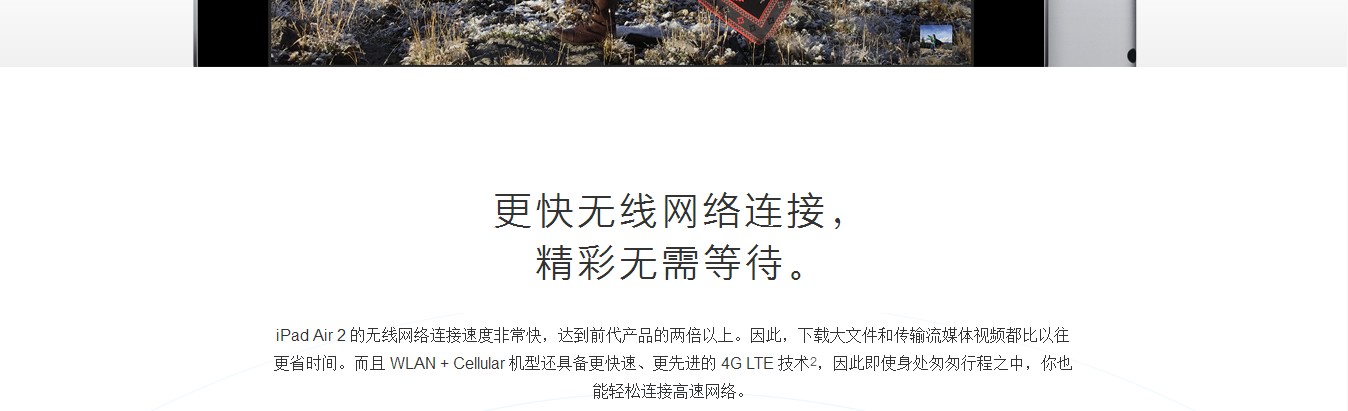 更快无线网络连接，
精彩无需等待。
iPad Air 2 的无线网络连接速度非常快，达到前代产品的两倍以上。因此，下载大文件和传输流媒体视频都比以往
更省时间。而且 WLAN + Cellular 机型还具备更快速、更先进的 4G LTE 技术2，因此即使身处匆匆行程之中，你也
能轻松连接高速网络。